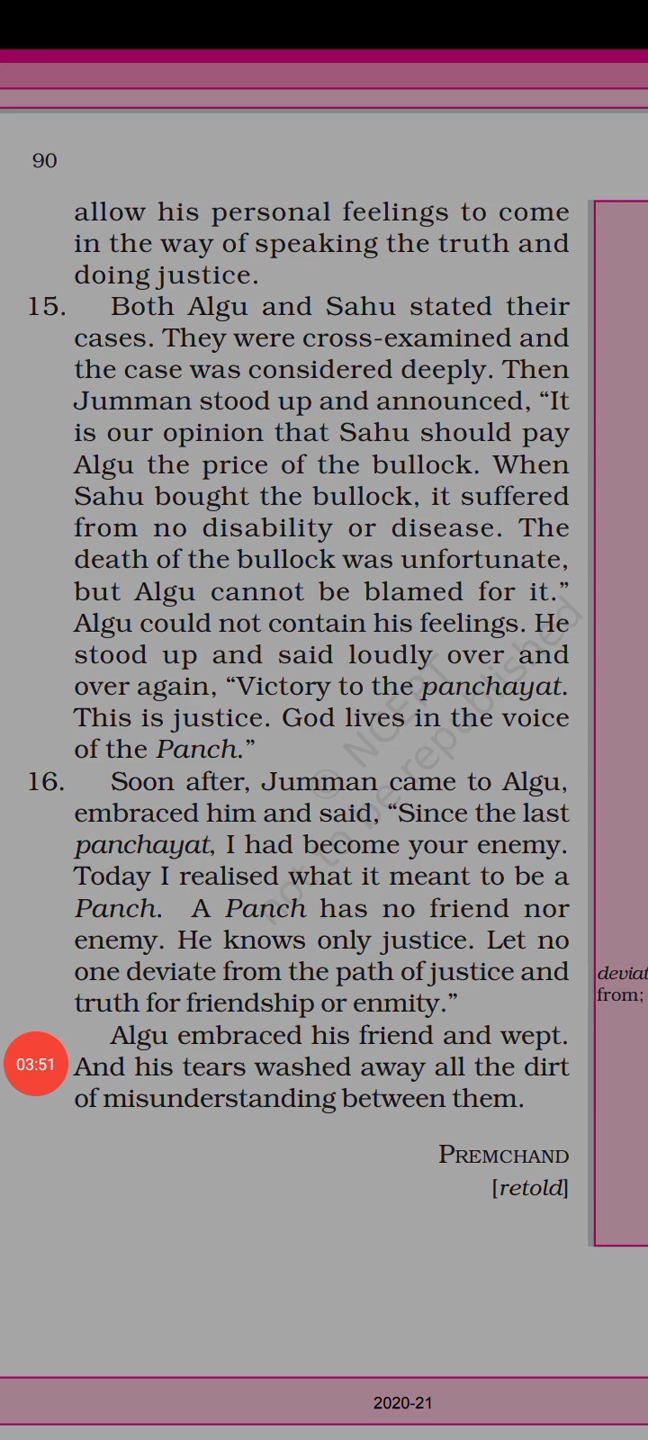 90
allow his personal feelings to come
in the way of speaking the truth and
doing justice.
15. Both Algu and Sahu stated their
cases. They were cross-examined and
the case was considered deeply. Then
Jumman stood up and announced, “It
is our opinion that Sahu should pay
Algu the price of the bullock. When
Sahu bought the bullock, it suffered
from no disability or disease. The
death of the bullock was unfortunate,
but Algu cannot be blamed for it.”
Algu could not contain his feelings. He
stood up and said loudly over and
over again, “Victory to the panchayat.
This is justice. God lives in the voice
of the Panch.”
16. Soon after, Jumman came to Algu,
embraced him and said, “Since the last
panchayat, I had become your enemy.
Today I realised what it meant to be a
Panch. A Panch has no friend nor
enemy. He knows only justice. Let no
one deviate from the path of justice and
truth for friendship or enmity.”
Algu embraced his friend and wept.
And his tears washed away all the dirt
of misunderstanding between them.
PREMCHAND
[retold]
deviat
from;
03:51
© NCERT
not to be republished
2020-21